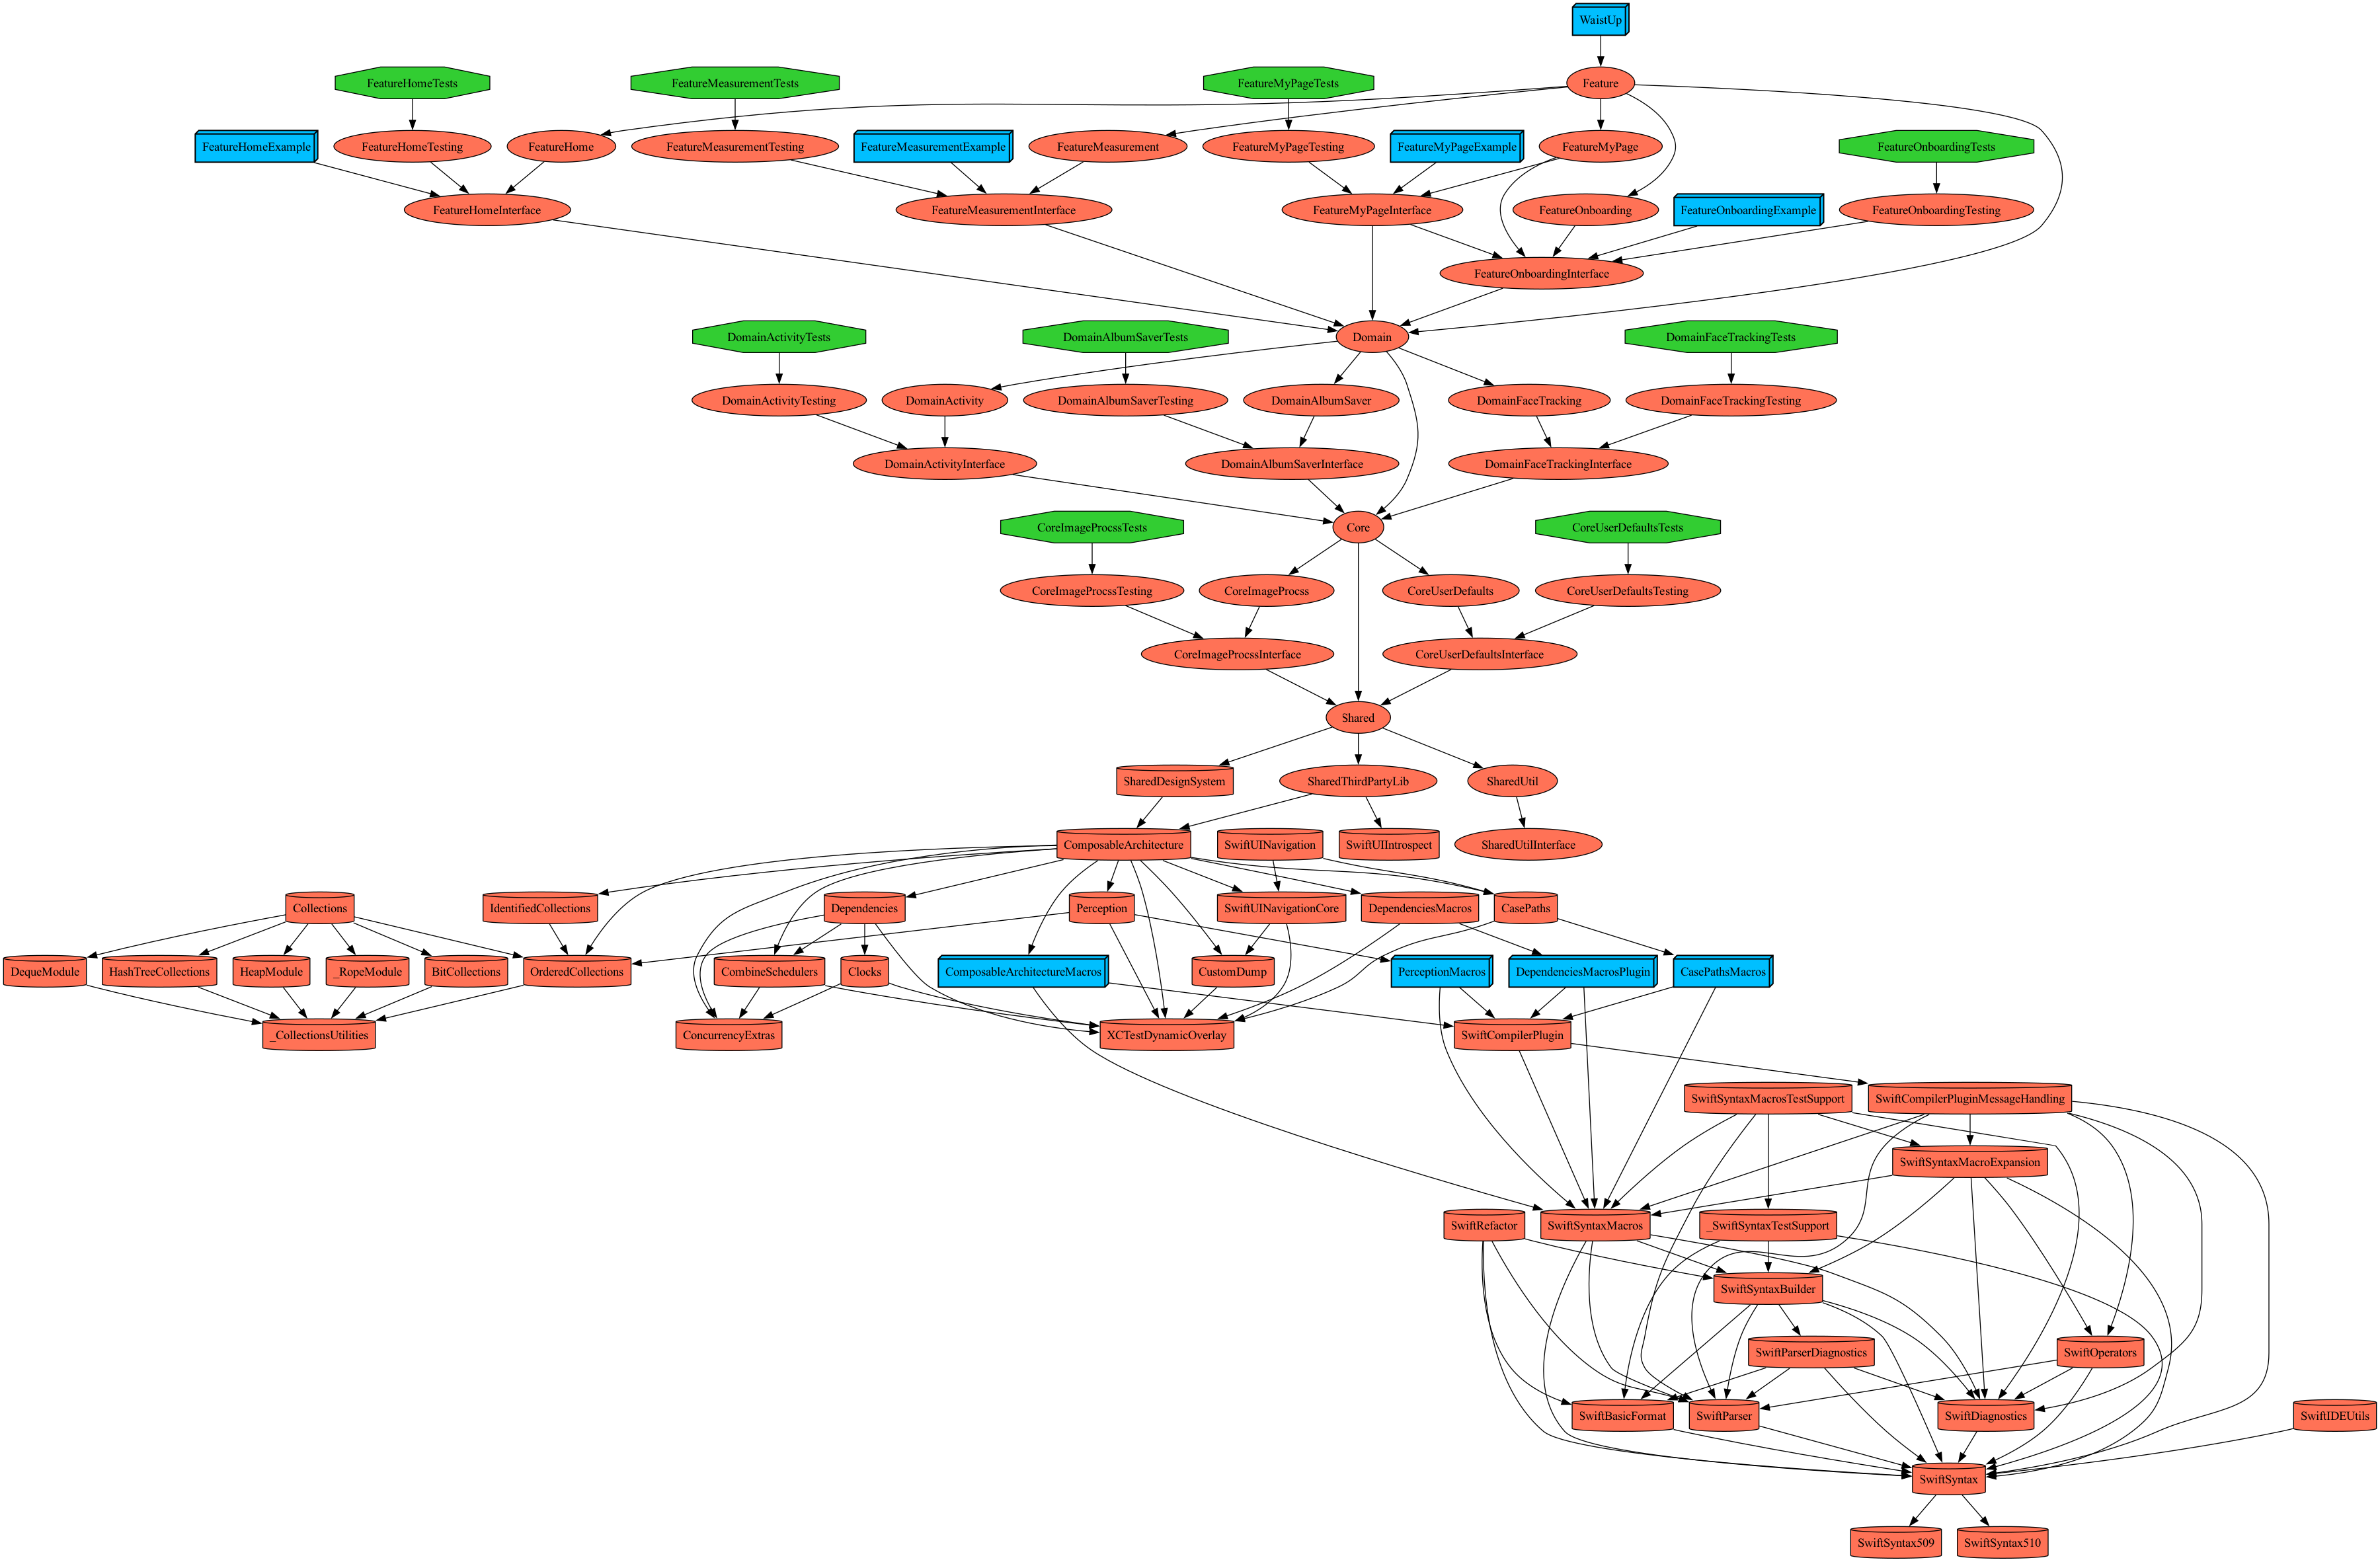 WaistUp
FeatureHomeTests
FeatureMeasurementTests
FeatureMyPageTests
Feature
FeatureHomeExample
FeatureHomeTesting
FeatureHome
FeatureMeasurementTesting
FeatureMeasurementExample
FeatureMeasurement
FeatureMyPageTesting
FeatureMyPageExample
FeatureMyPage
FeatureOnboardingTests
FeatureHomeInterface
FeatureMeasurementInterface
FeatureMyPageInterface
FeatureOnboarding
FeatureOnboardingExample
FeatureOnboardingTesting
FeatureOnboardingInterface
DomainActivityTests
DomainAlbumSaverTests
Domain
DomainFaceTrackingTests
DomainActivityTesting
DomainActivity
DomainAlbumSaverTesting
DomainAlbumSaver
DomainFaceTracking
DomainFaceTrackingTesting
DomainActivityInterface
DomainAlbumSaverInterface
DomainFaceTrackingInterface
CoreImageProcssTests
Core
CoreUserDefaultsTests
CoreImageProcssTesting
CoreImageProcss
CoreUserDefaults
CoreUserDefaultsTesting
CoreImageProcssInterface
CoreUserDefaultsInterface
Shared
SharedDesignSystem
SharedThirdPartyLib
SharedUtil
ComposableArchitecture
SwiftUINavigation
SwiftUIIntrospect
SharedUtilInterface
Collections
IdentifiedCollections
Dependencies
Perception
SwiftUINavigationCore
DependenciesMacros
CasePaths
DequeModule
HashTreeCollections
HeapModule
_RopeModule
BitCollections
OrderedCollections
CombineSchedulers
Clocks
ComposableArchitectureMacros
CustomDump
PerceptionMacros
DependenciesMacrosPlugin
CasePathsMacros
_CollectionsUtilities
ConcurrencyExtras
XCTestDynamicOverlay
SwiftCompilerPlugin
SwiftSyntaxMacrosTestSupport
SwiftCompilerPluginMessageHandling
SwiftSyntaxMacroExpansion
SwiftRefactor
SwiftSyntaxMacros
_SwiftSyntaxTestSupport
SwiftSyntaxBuilder
SwiftParserDiagnostics
SwiftOperators
SwiftBasicFormat
SwiftParser
SwiftDiagnostics
SwiftIDEUtils
SwiftSyntax
SwiftSyntax509
SwiftSyntax510